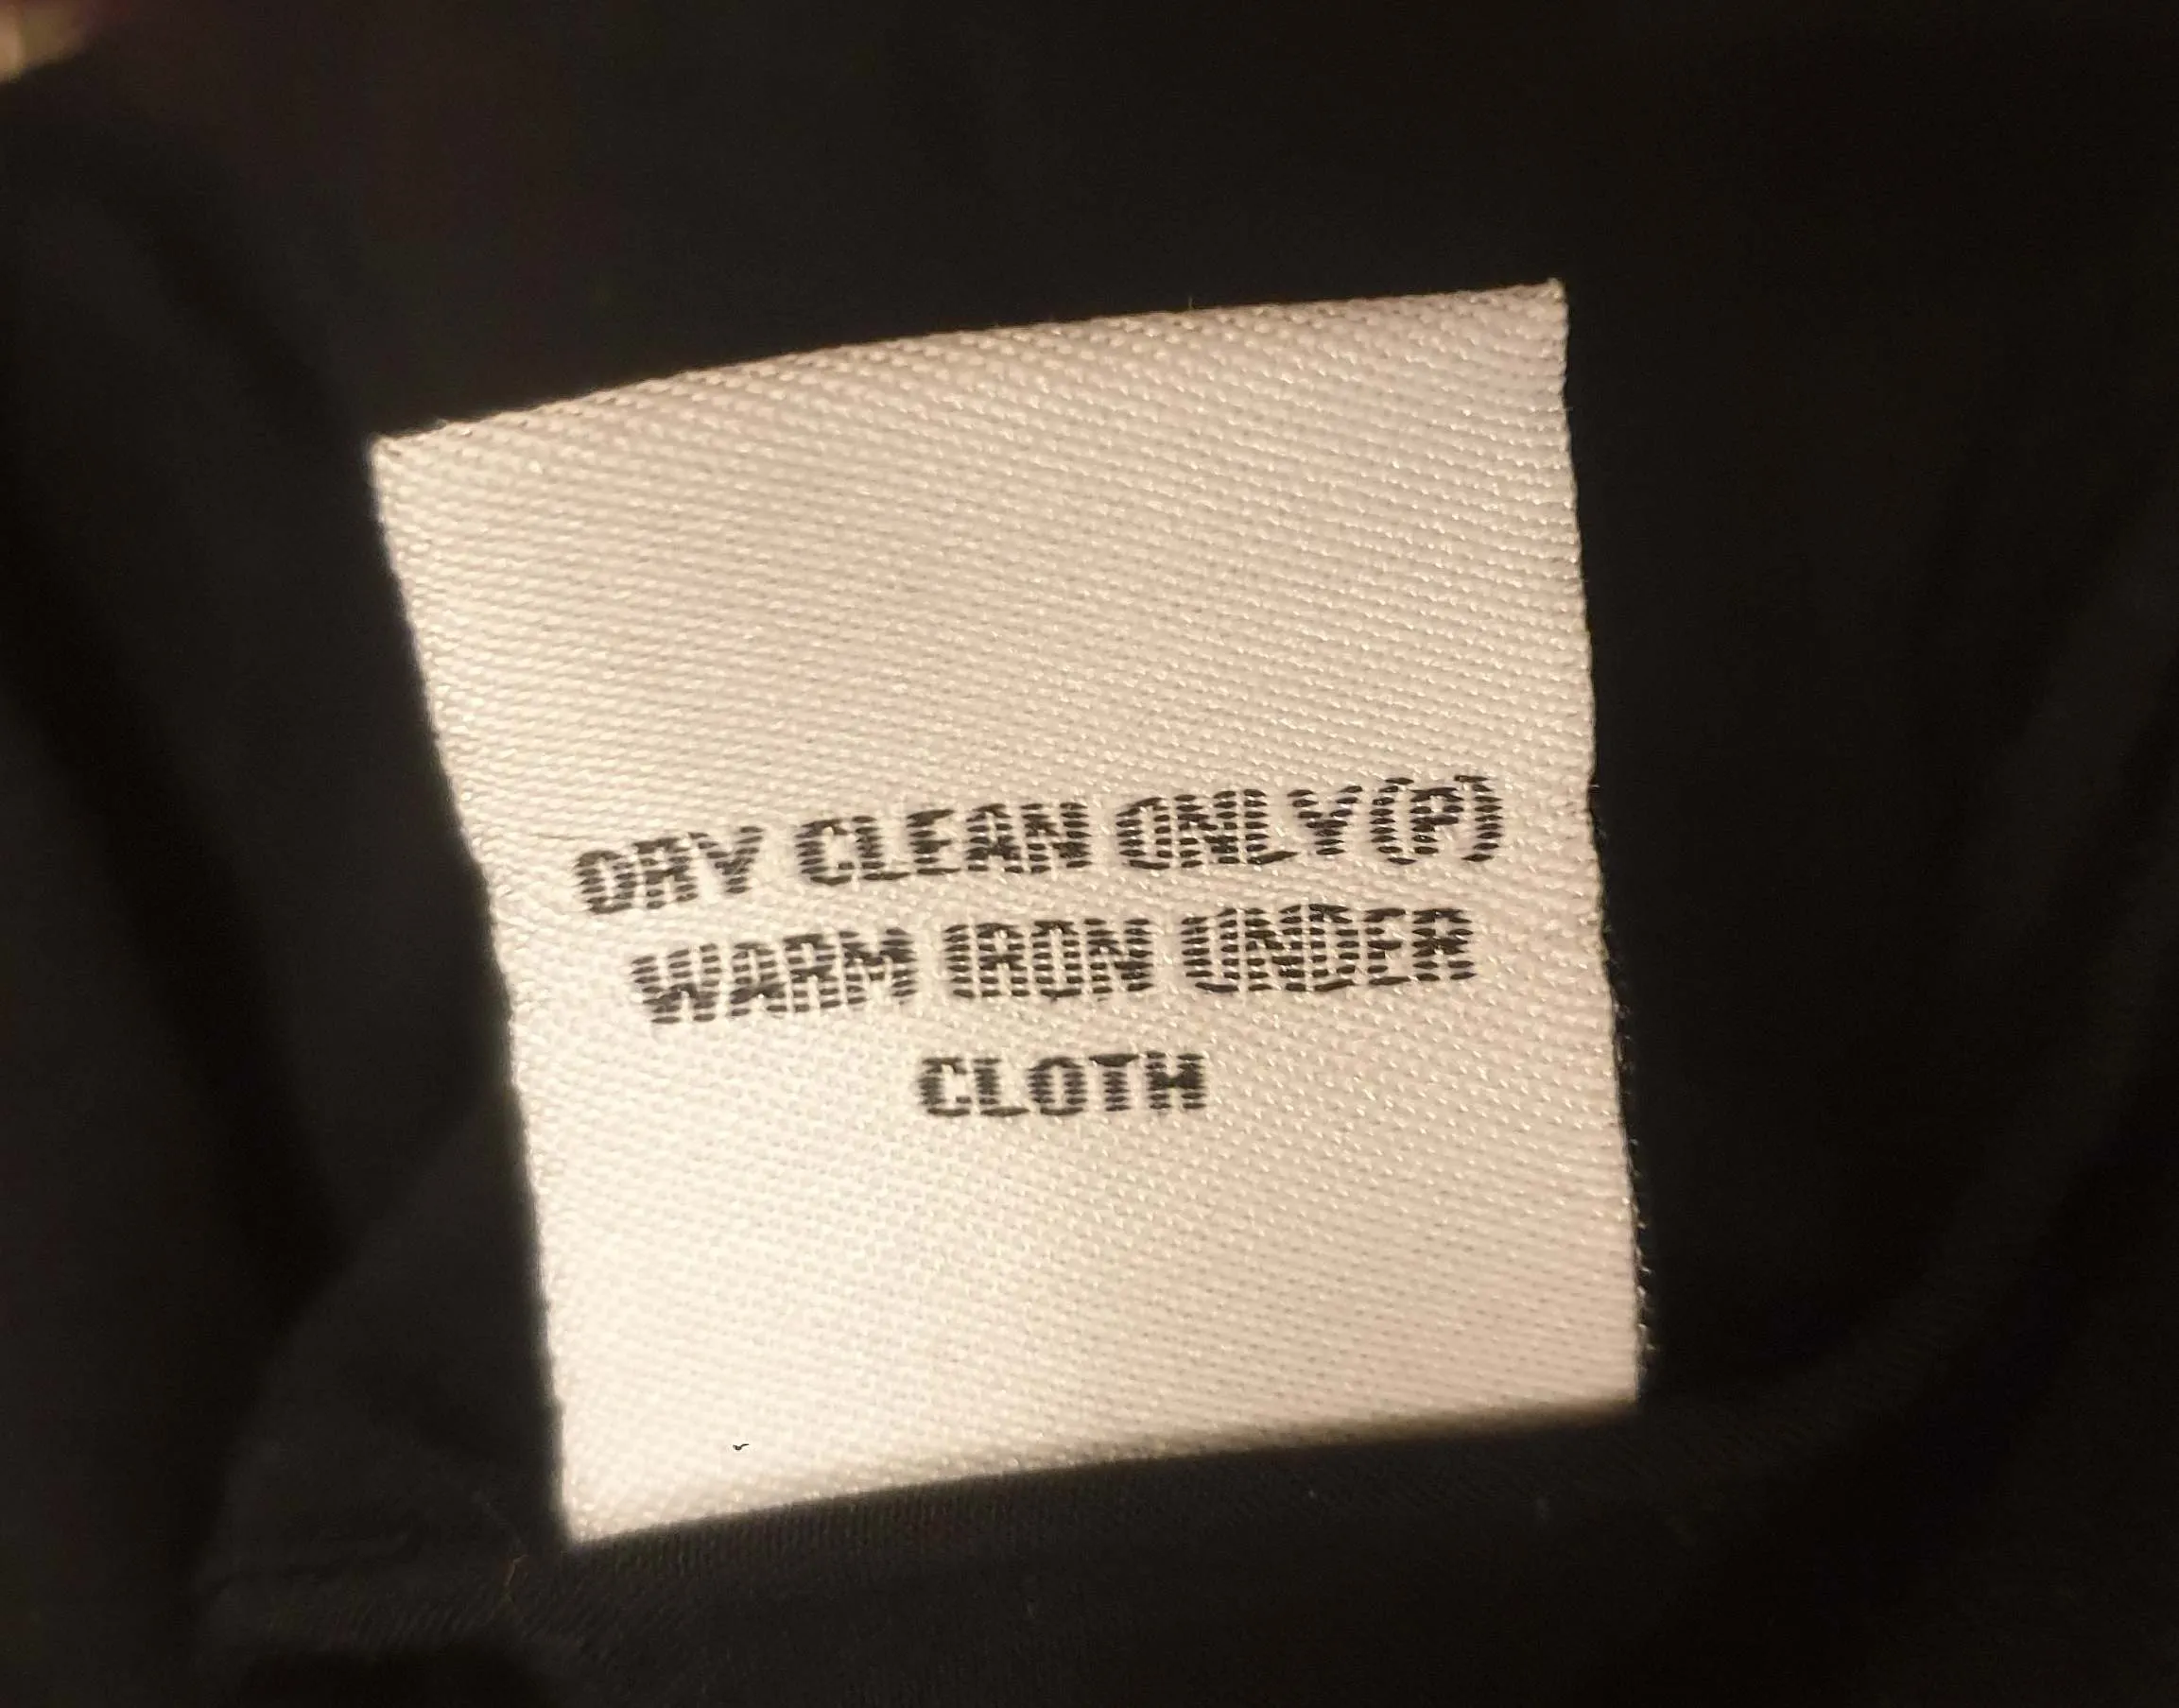 DRY CLEAN ONLY(P)
WARM IRON UNDER
CLOTH